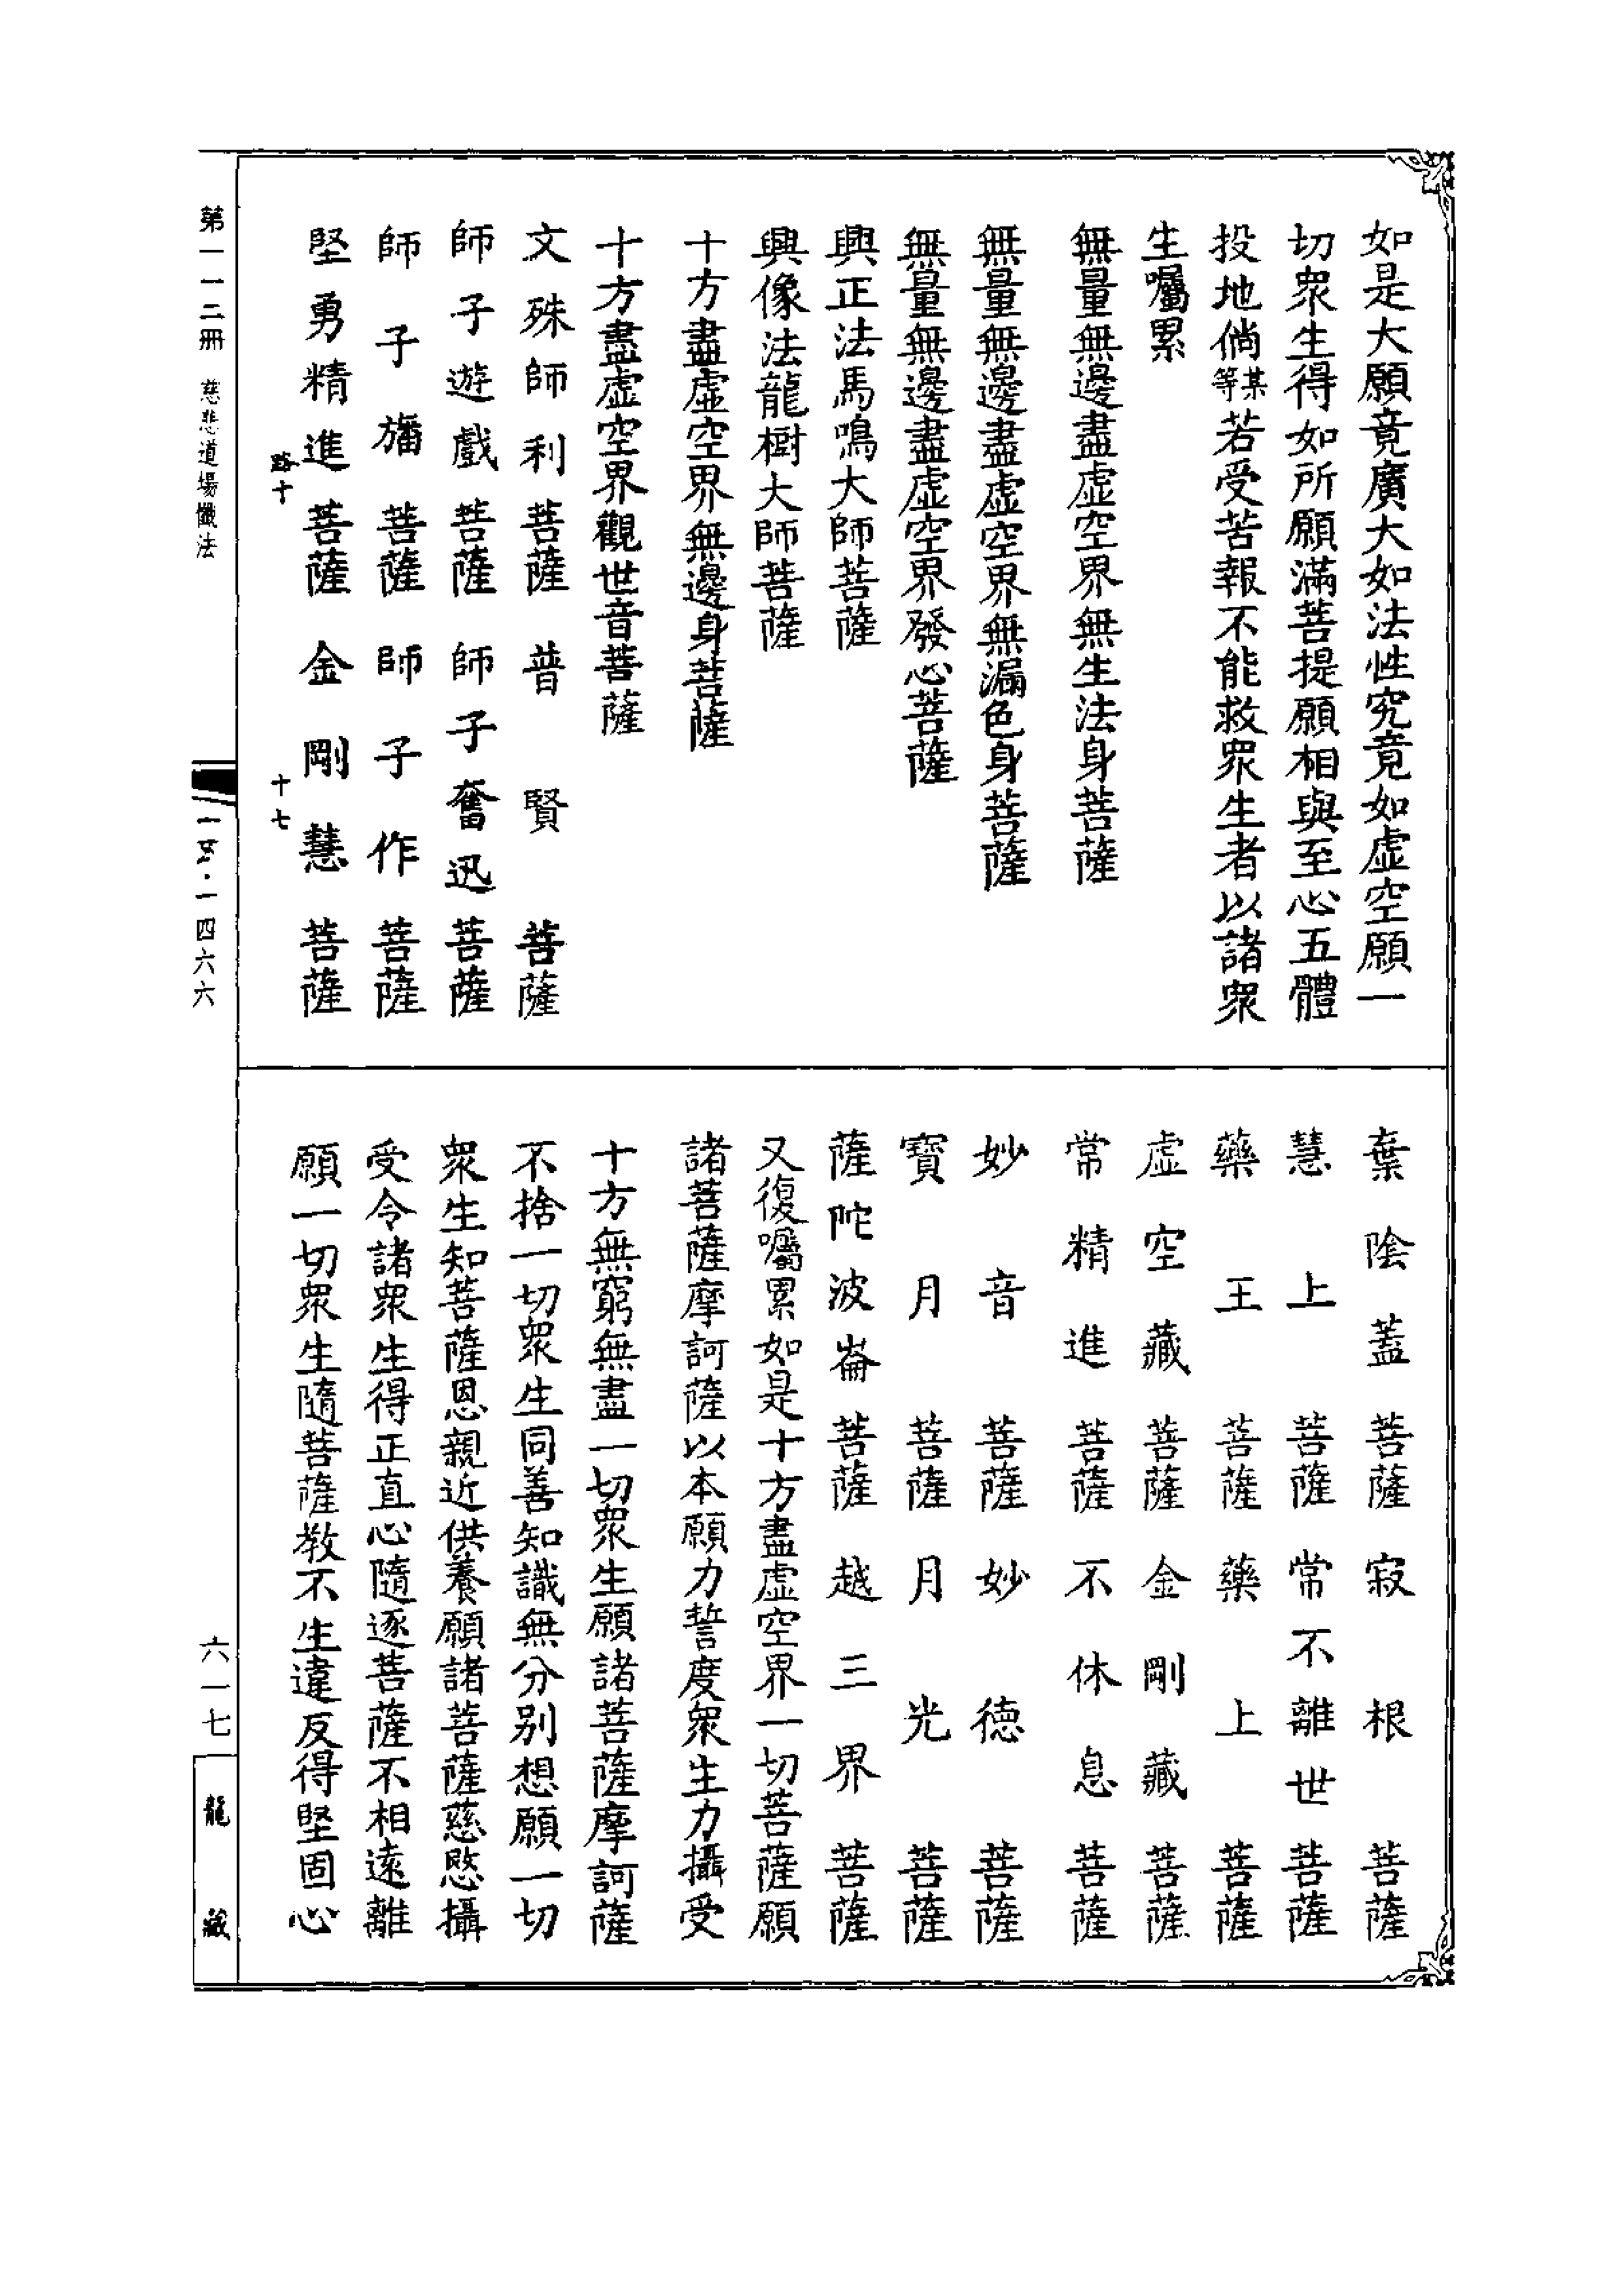 如是大願竟廣大如法性究竟如虛空願一
切衆生得如所願滿菩提願相與至心五體
投地倘某等若受苦報不能救衆生者以諸衆
生囑累
無量無邊盡虛空界無生法身菩薩
無量無邊盡虛空界無漏色身菩薩
無量無邊盡虛空界發心菩薩
興正法馬鳴大師菩薩
興像法龍樹大師菩薩
十方盡虛空界無邊身菩薩
十方盡虛空界觀世音菩薩
文殊師利菩薩 普賢菩薩
師子遊戲菩薩 師子奮迅菩薩
師子旛菩薩 師子作菩薩
堅勇精進菩薩 金剛慧菩薩
路十 十七
棄陰蓋菩薩 寂根菩薩
慧上菩薩 常不離世菩薩
藥王菩薩 藥上菩薩
虛空藏菩薩 金剛藏菩薩
常精進菩薩 不休息菩薩
妙音菩薩 妙德菩薩
寶月菩薩 月光菩薩
薩陀波崙菩薩 越三界菩薩
又復囑累如是十方盡虛空界一切菩薩願
諸菩薩摩訶薩以本願力誓度衆生力攝受
十方無窮無盡一切衆生願諸菩薩摩訶薩
不捨一切衆生同善知識無分别想願一切
衆生知菩薩恩親近供養願諸菩薩慈愍攝
受令諸衆生得正直心隨逐菩薩不相遠離
願一切衆生隨菩薩教不生違反得堅固心
第一一二冊 慈悲道場懺法
一四六六
六一七
龍藏